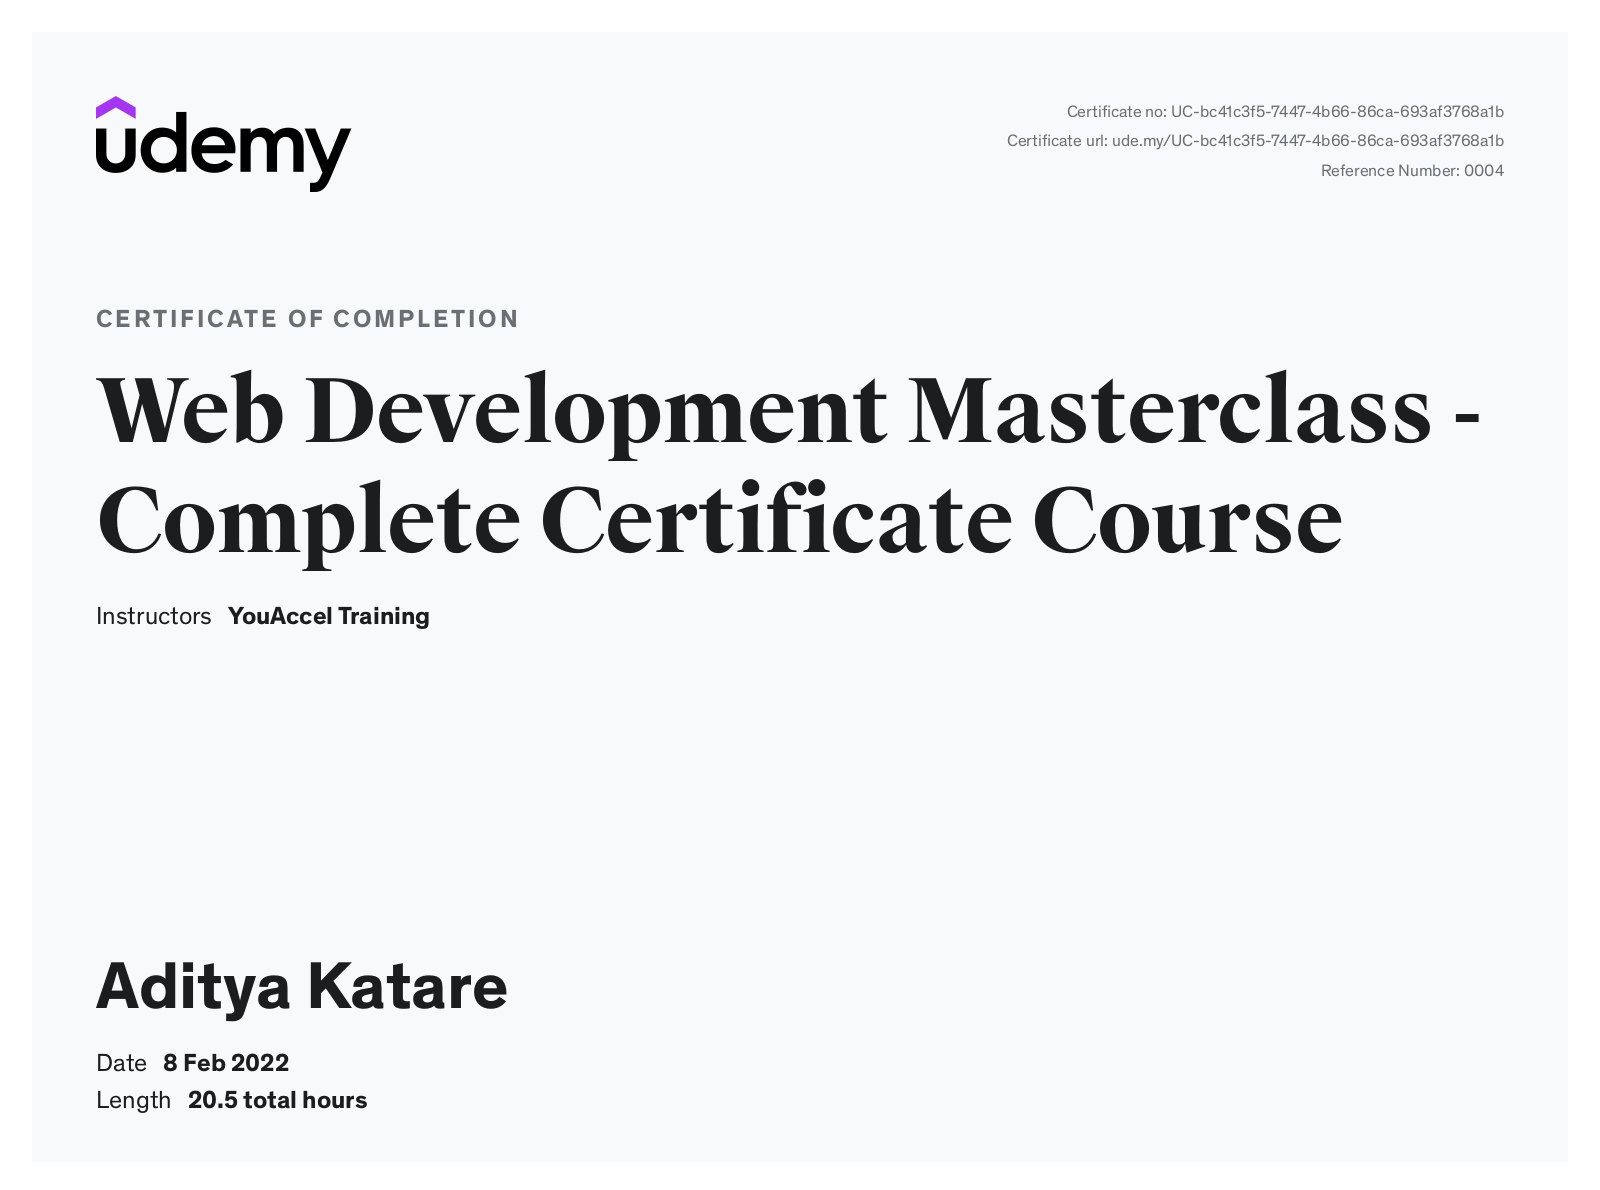 udemy
Certificate no: UC-bc41c3f5-7447-4b66-86ca-693af3768a1b
Certificate url: ude.my/UC-bc41c3f5-7447-4b66-86ca-693af3768a1b
Reference Number: 0004
CERTIFICATE OF COMPLETION
Web Development Masterclass -
Complete Certificate Course
Instructors YouAccel Training
Aditya Katare
Date 8 Feb 2022
Length 20.5 total hours